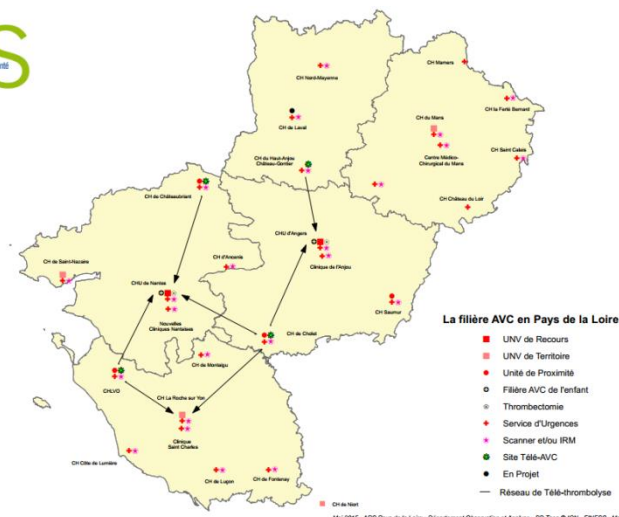 S
CH Mamers
CH Nord-Mayenne
CH la Ferté Bernard
CH de Laval
CH du Mans
CH Saint Calais
Centre Médico-
Chirurgical du Mans
CH du Haut-Anjou
Château-Gontier
CH de Châteaubriant
CH Château du Loir
CHU d'Angers
CH d'Ancenis
CH de Saint-Nazaire
Clinique de l'Anjou
CHU de Nantes
CH Saumur
Nouvelles
Cliniques Nantaises
CH de Cholet
CH de Montaigu
CHLVO
CH La Roche sur Yon
Clinique
Saint Charles
CH Côte de Lumière
CH de Luçon
CH de Fontenay
CH de Niort
La filière AVC en Pays de la Loire
UNV de Recours
UNV de Territoire
Unité de Proximité
Filière AVC de l'enfant
Thrombectomie
Service d'Urgences
Scanner et/ou IRM
Site Télé-AVC
En Projet
Réseau de Télé-thrombolyse